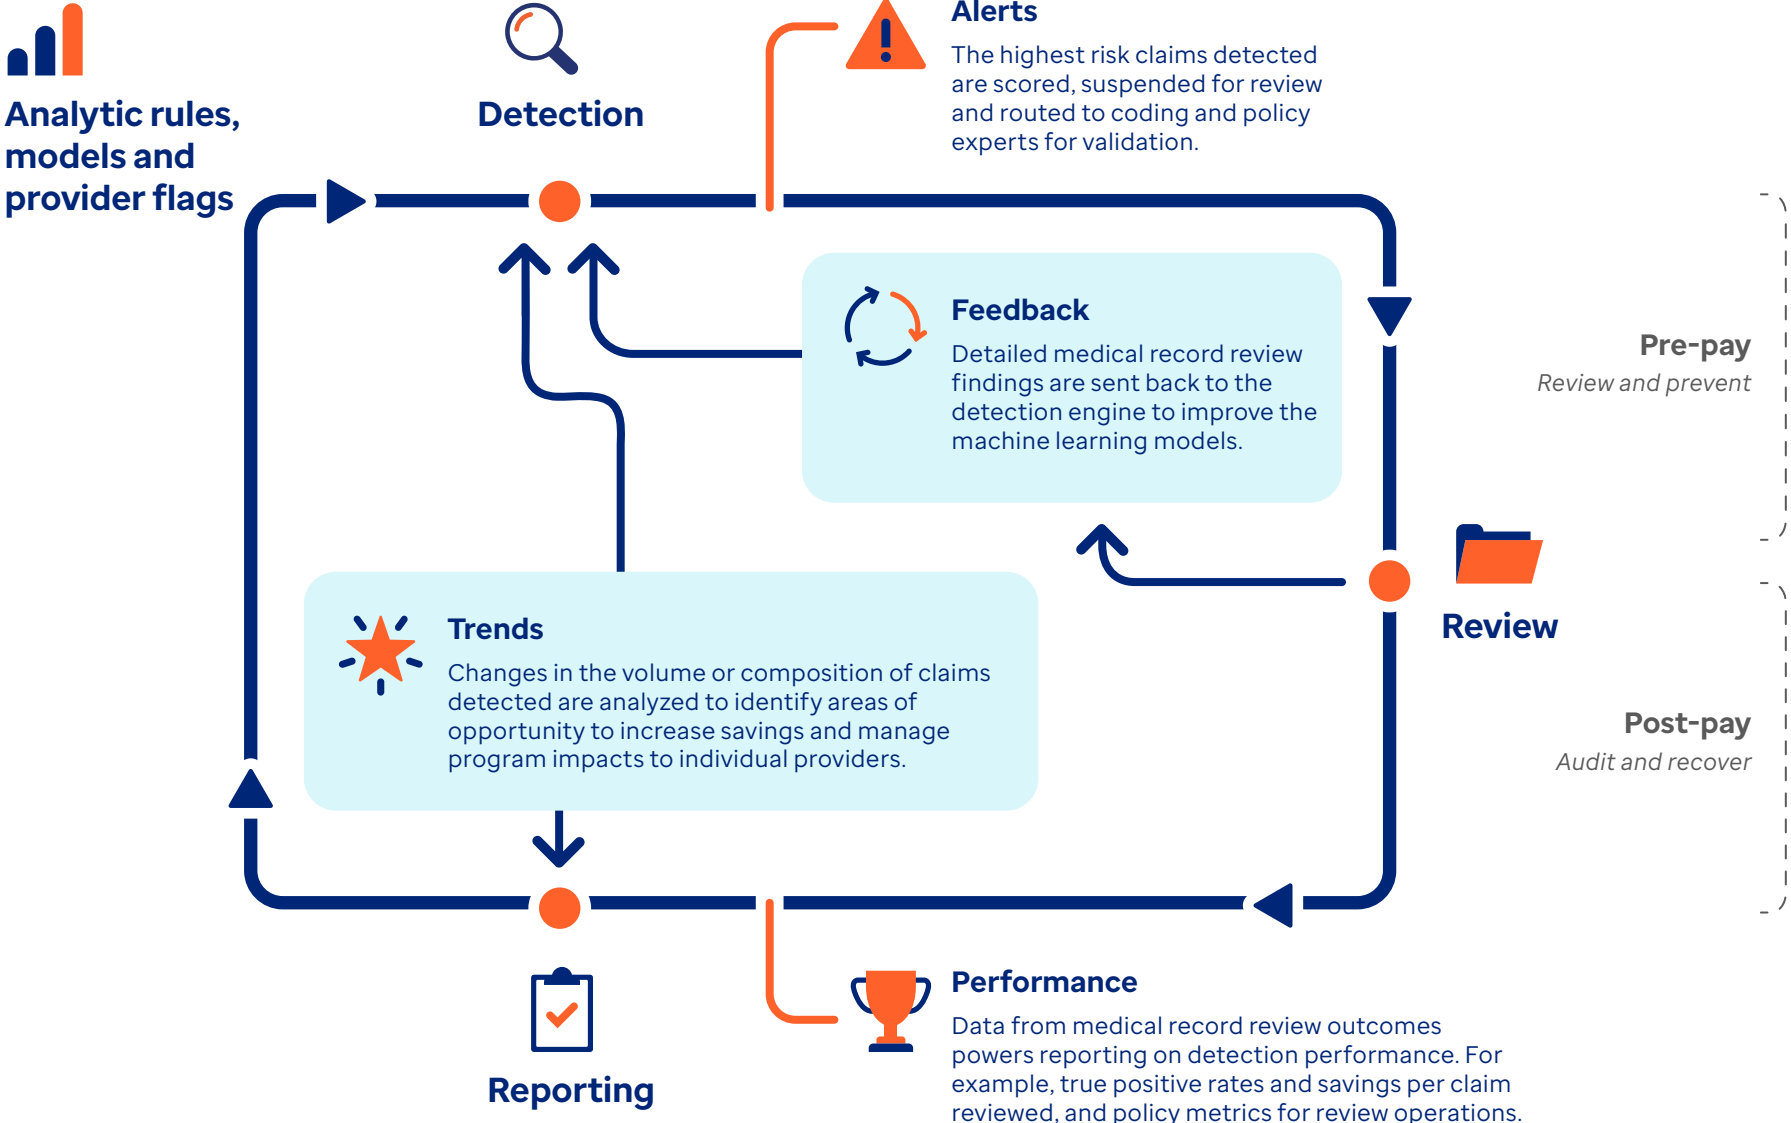 Analytic rules,
models and
provider flags
Detection
Alerts
The highest risk claims detected
are scored, suspended for review
and routed to coding and policy
experts for validation.
Feedback
Detailed medical record review
findings are sent back to the
detection engine to improve the
machine learning models.
Pre-pay
Review and prevent
Review
Trends
Changes in the volume or composition of claims
detected are analyzed to identify areas of
opportunity to increase savings and manage
program impacts to individual providers.
Post-pay
Audit and recover
Reporting
Performance
Data from medical record review outcomes
powers reporting on detection performance. For
example, true positive rates and savings per claim
reviewed, and policy metrics for review operations.